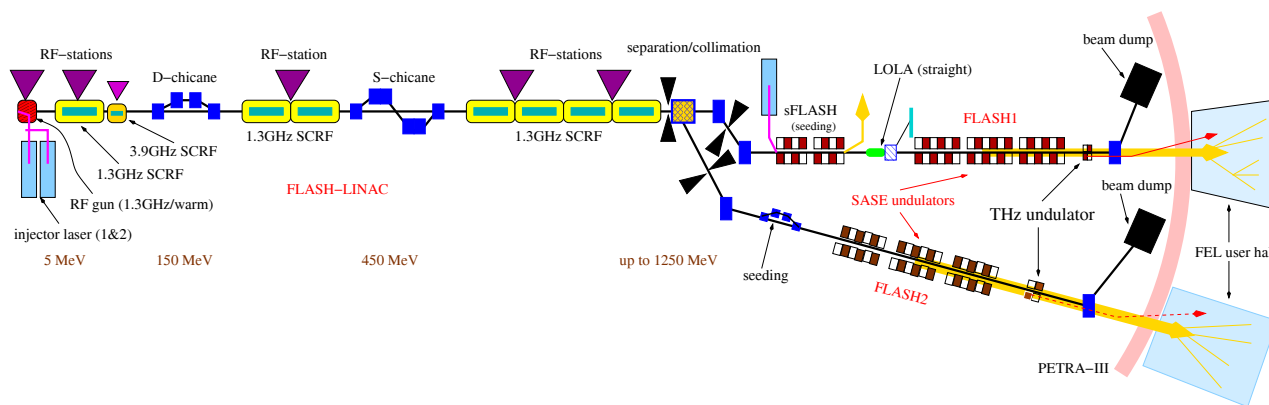 RF−stations
D−chicane
RF−station
S−chicane
RF−stations
separation/collimation
LOLA (straight)
sFLASH
(seeding)
FLASH1
beam dump
3.9GHz SCRF
1.3GHz SCRF
RF gun (1.3GHz/warm)
injector laser (1&2)
1.3GHz SCRF
1.3GHz SCRF
FLASH−LINAC
SASE undulators
THz undulator
beam dump
FEL user ha
5 MeV
150 MeV
450 MeV
up to 1250 MeV
seeding
FLASH2
PETRA−III